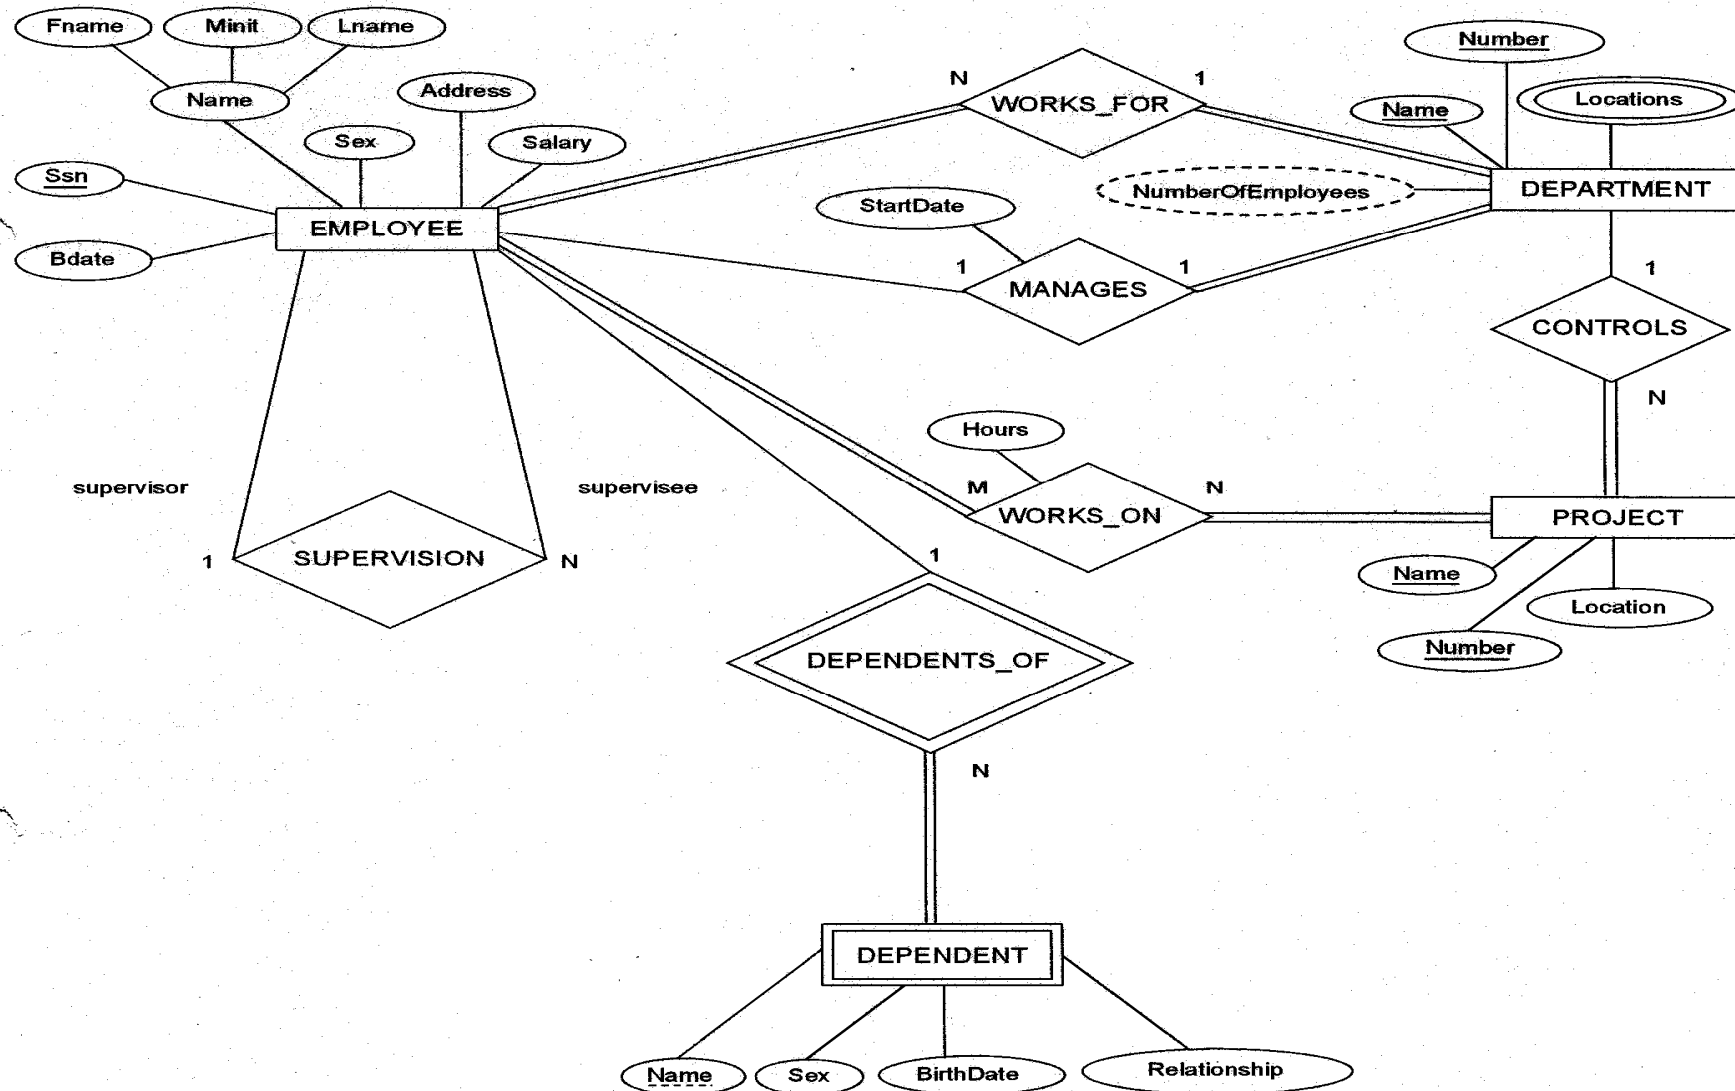 Fname
Minit
Lname
Name
Address
Sex
Salary
Ssn
Bdate
EMPLOYEE
N
WORKS_FOR
1
Number
Name
Locations
NumberOfEmployees
DEPARTMENT
StartDate
1
MANAGES
1
1
CONTROLS
N
supervisor
supervisee
1
SUPERVISION
N
Hours
M
WORKS_ON
N
PROJECT
Name
Location
Number
1
DEPENDENTS_OF
N
DEPENDENT
Name
Sex
BirthDate
Relationship